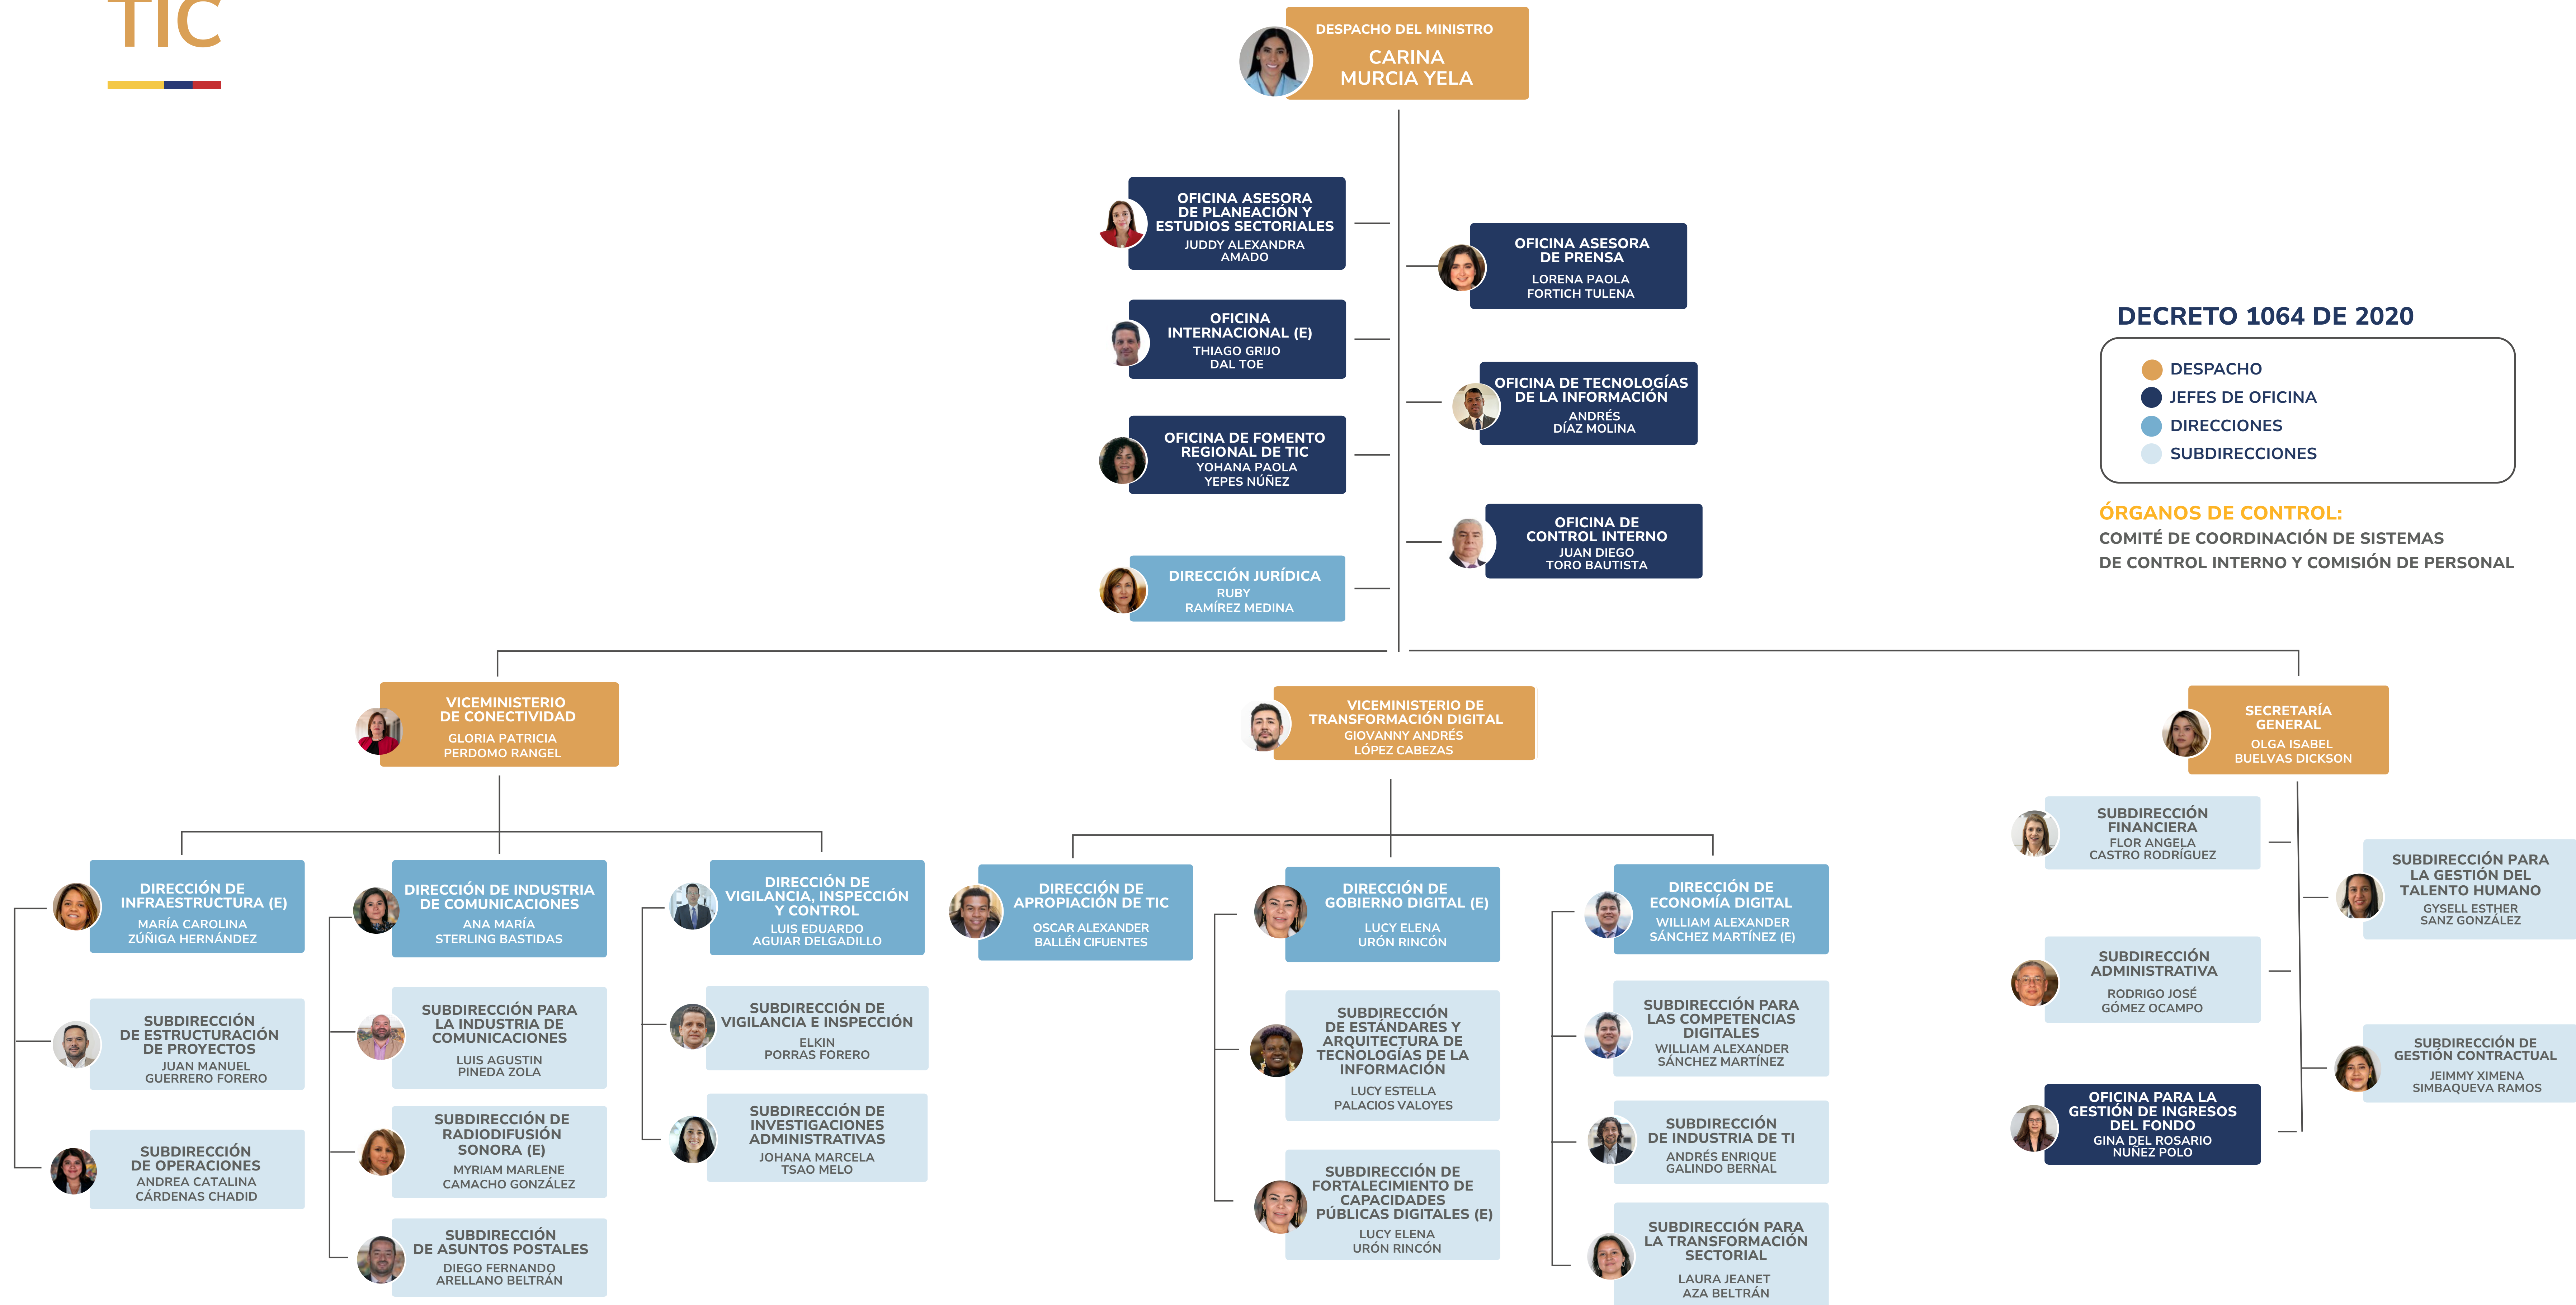 TIC
DESPACHO DEL MINISTRO
CARINA
MURCIA YELA
OFICINA ASESORA
DE PLANEACIÓN Y
ESTUDIOS SECTORIALES
JUDDY ALEXANDRA
AMADO
OFICINA ASESORA
DE PRENSA
LORENA PAOLA
FORTICH TULENA
OFICINA
INTERNACIONAL (E)
THIAGO GRIJO
DAL TOE
OFICINA DE TECNOLOGÍAS
DE LA INFORMACIÓN
ANDRÉS
DÍAZ MOLINA
OFICINA DE FOMENTO
REGIONAL DE TIC
YOHANA PAOLA
YEPES NÚÑEZ
OFICINA DE
CONTROL INTERNO
JUAN DIEGO
TORO BAUTISTA
DIRECCIÓN JURÍDICA
RUBY
RAMÍREZ MEDINA
DECRETO 1064 DE 2020
DESPACHO
JEFES DE OFICINA
DIRECCIONES
SUBDIRECCIONES
ÓRGANOS DE CONTROL:
COMITÉ DE COORDINACIÓN DE SISTEMAS
DE CONTROL INTERNO Y COMISIÓN DE PERSONAL
VICEMINISTERIO
DE CONECTIVIDAD
GLORIA PATRICIA
PERDOMO RANGEL
VICEMINISTERIO DE
TRANSFORMACIÓN DIGITAL
GIOVANNY ANDRÉS
LÓPEZ CABEZAS
SECRETARÍA
GENERAL
OLGA ISABEL
BUELVAS DICKSON
DIRECCIÓN DE
INFRAESTRUCTURA (E)
MARÍA CAROLINA
ZÚÑIGA HERNÁNDEZ
SUBDIRECCIÓN
DE ESTRUCTURACIÓN
DE PROYECTOS
JUAN MANUEL
GUERRERO FORERO
SUBDIRECCIÓN
DE OPERACIONES
ANDREA CATALINA
CÁRDENAS CHADID
DIRECCIÓN DE INDUSTRIA
DE COMUNICACIONES
ANA MARÍA
STERLING BASTIDAS
SUBDIRECCIÓN PARA
LA INDUSTRIA DE
COMUNICACIONES
LUIS AGUSTIN
PINEDA ZOLA
SUBDIRECCIÓN DE
RADIODIFUSIÓN
SONORA (E)
MYRIAM MARLENE
CAMACHO GONZÁLEZ
SUBDIRECCIÓN
DE ASUNTOS POSTALES
DIEGO FERNANDO
ARELLANO BELTRÁN
DIRECCIÓN DE
VIGILANCIA, INSPECCIÓN
Y CONTROL
LUIS EDUARDO
AGUIAR DELGADILLO
SUBDIRECCIÓN DE
VIGILANCIA E INSPECCIÓN
ELKIN
PORRAS FORERO
SUBDIRECCIÓN DE
INVESTIGACIONES
ADMINISTRATIVAS
JOHANA MARCELA
TSAO MELO
DIRECCIÓN DE
APROPIACIÓN DE TIC
OSCAR ALEXANDER
BALLÉN CIFUENTES
DIRECCIÓN DE
GOBIERNO DIGITAL (E)
LUCY ELENA
URÓN RINCÓN
SUBDIRECCIÓN
DE ESTÁNDARES Y
ARQUITECTURA DE
TECNOLOGÍAS DE LA
INFORMACIÓN
LUCY ESTELLA
PALACIOS VALOYES
SUBDIRECCIÓN DE
FORTALECIMIENTO DE
CAPACIDADES
PÚBLICAS DIGITALES (E)
LUCY ELENA
URÓN RINCÓN
DIRECCIÓN DE
ECONOMÍA DIGITAL
WILLIAM ALEXANDER
SÁNCHEZ MARTÍNEZ (E)
SUBDIRECCIÓN PARA
LAS COMPETENCIAS
DIGITALES
WILLIAM ALEXANDER
SÁNCHEZ MARTÍNEZ
SUBDIRECCIÓN
DE INDUSTRIA DE TI
ANDRÉS ENRIQUE
GALINDO BERNAL
SUBDIRECCIÓN PARA
LA TRANSFORMACIÓN
SECTORIAL
LAURA JEANET
AZA BELTRÁN
SUBDIRECCIÓN
FINANCIERA
FLOR ANGELA
CASTRO RODRÍGUEZ
SUBDIRECCIÓN PARA
LA GESTIÓN DEL
TALENTO HUMANO
GYSELL ESTHER
SANZ GONZÁLEZ
SUBDIRECCIÓN
ADMINISTRATIVA
RODRIGO JOSÉ
GÓMEZ OCAMPO
SUBDIRECCIÓN DE
GESTIÓN CONTRACTUAL
JEIMMY XIMENA
SIMBAQUEVA RAMOS
OFICINA PARA LA
GESTIÓN DE INGRESOS
DEL FONDO
GINA DEL ROSARIO
NUÑEZ POLO